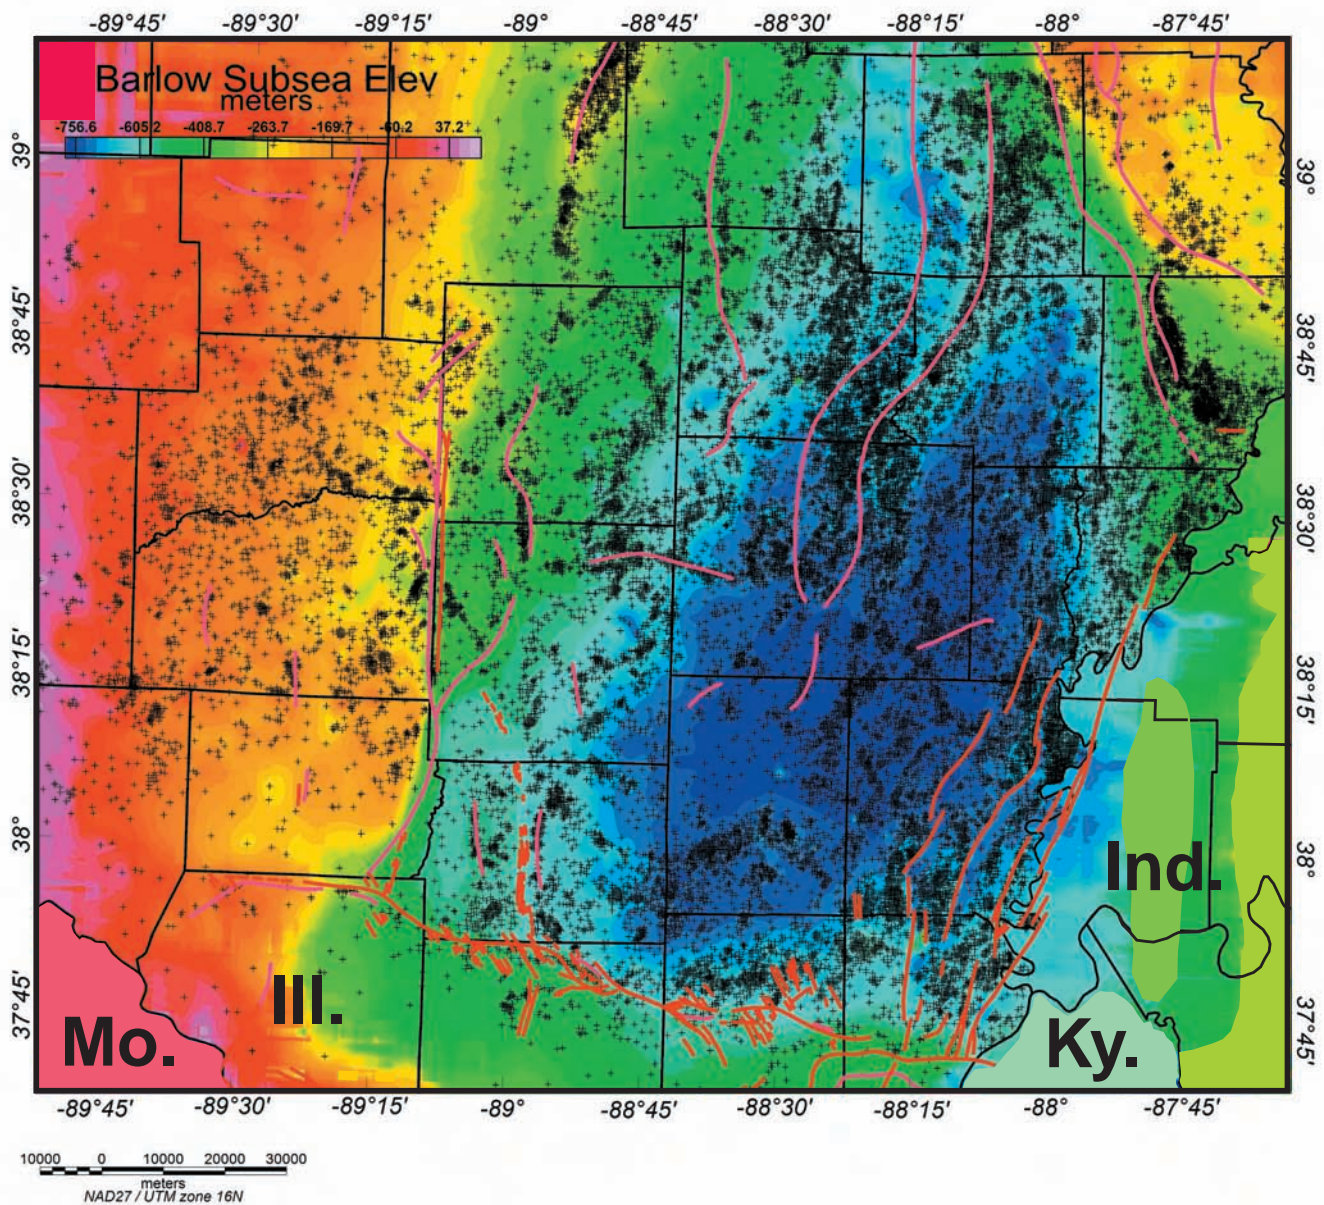 -89°45' -89°30' -89°15' -89° -88°45' -88°30' -88°15' -88° -87°45'
Barlow Subsea Elev
meters
-756.6 -605.2 -408.7 -263.7 -169.7 -60.2 37.2
39° 39°
38°45' 38°45'
38°30' 38°30'
38°15' 38°15'
38° 38°
Ind.
37°45' Ill. 37°45'
Mo. Ky.
-89°45' -89°30' -89°15' -89° -88°45' -88°30' -88°15' -88° -87°45'
10000 0 10000 20000 30000
meters
NAD27 / UTM zone 16N